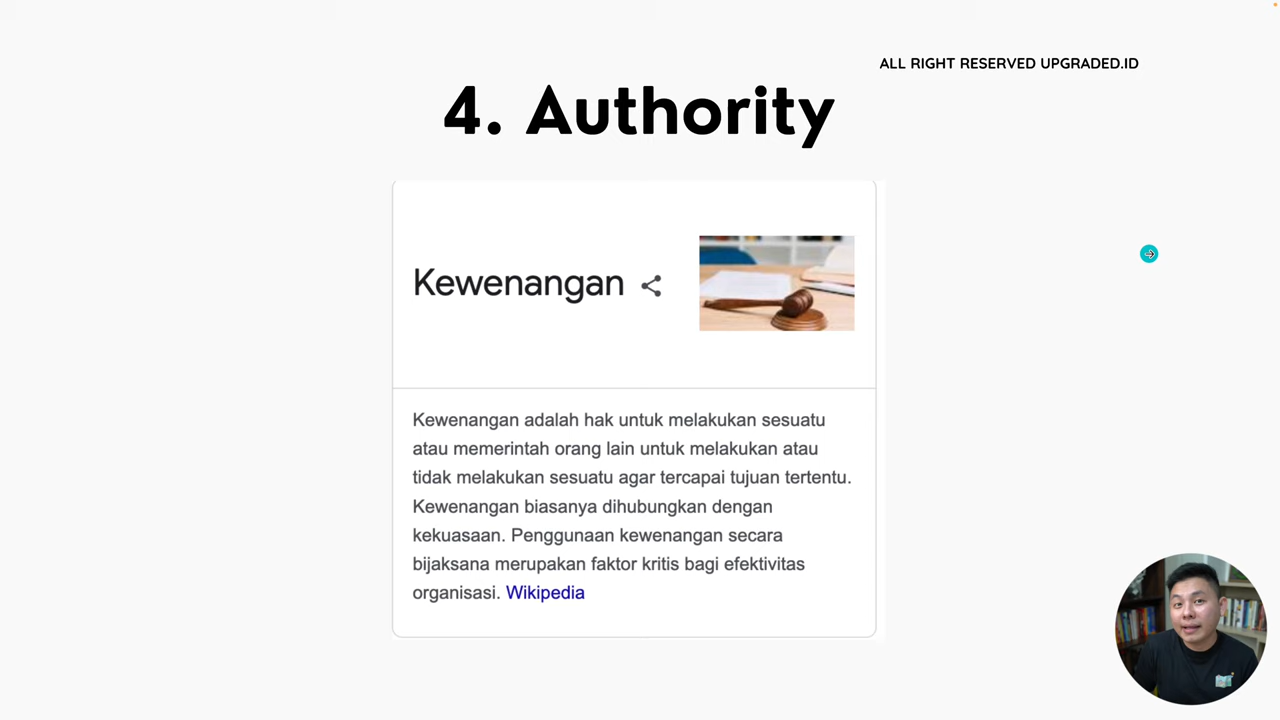 ALL RIGHT RESERVED UPGRADED.ID
4. Authority
Kewenangan
Kewenangan adalah hak untuk melakukan sesuatu
atau memerintah orang lain untuk melakukan atau
tidak melakukan sesuatu agar tercapai tujuan tertentu.
Kewenangan biasanya dihubungkan dengan
kekuasaan. Penggunaan kewenangan secara
bijaksana merupakan faktor kritis bagi efektivitas
organisasi. Wikipedia